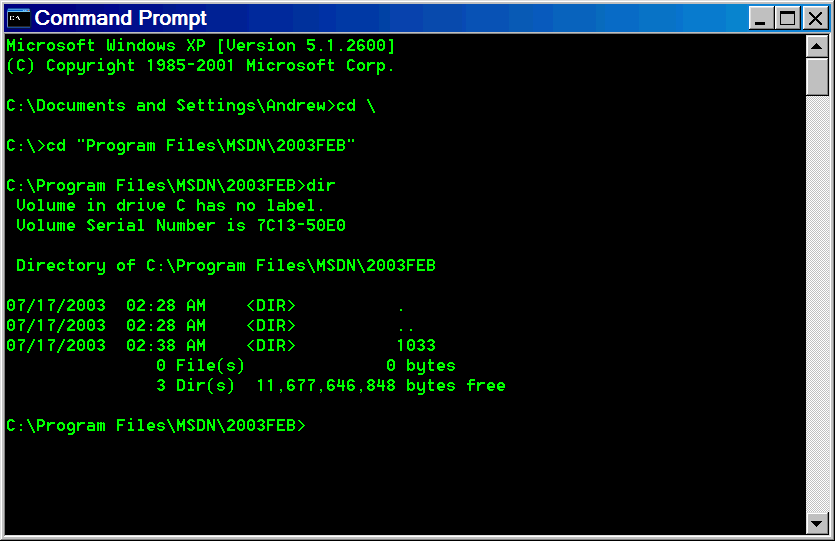 Command Prompt
Microsoft Windows XP [Version 5.1.2600]
(C) Copyright 1985-2001 Microsoft Corp.
C:\Documents and Settings\Andrew>cd \
C:\>cd "Program Files\MSDN\2003FEB"
C:\Program Files\MSDN\2003FEB>dir
 Volume in drive C has no label.
 Volume Serial Number is 7C13-50E0
 Directory of C:\Program Files\MSDN\2003FEB
07/17/2003  02:28 AM    <DIR>          .
07/17/2003  02:28 AM    <DIR>          ..
07/17/2003  02:38 AM    <DIR>          1033
               0 File(s)              0 bytes
               3 Dir(s)  11,677,646,848 bytes free
C:\Program Files\MSDN\2003FEB>